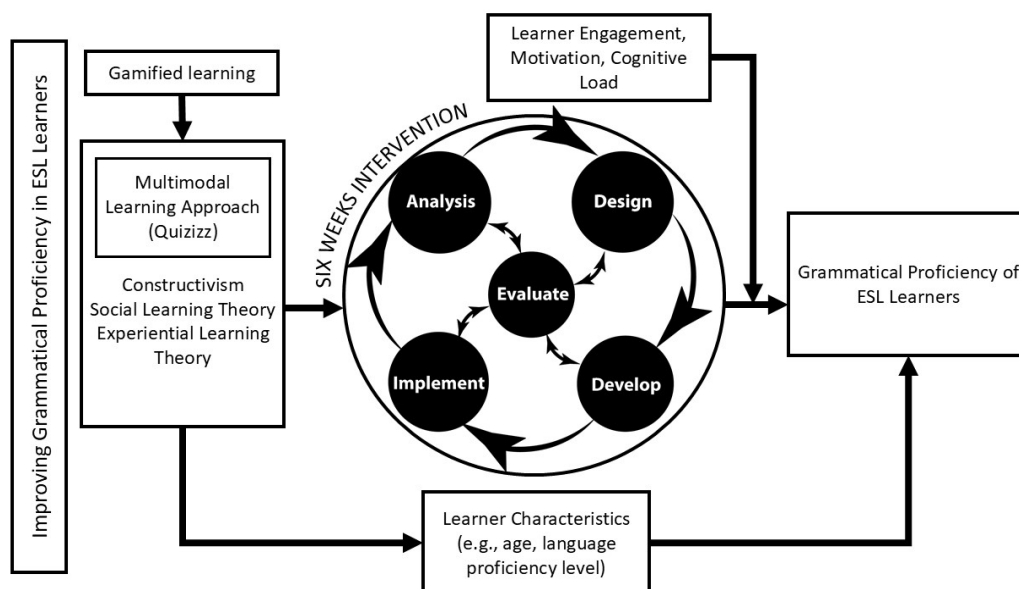 Improving Grammatical Proficiency in ESL Learners
Gamified learning
Multimodal
Learning Approach
(Quizizz)
Constructivism
Social Learning Theory
Experiential Learning
Theory
SIX WEEKS INTERVENTION
Analysis
Design
Evaluate
Implement
Develop
Learner Engagement,
Motivation, Cognitive
Load
Grammatical Proficiency of
ESL Learners
Learner Characteristics
(e.g., age, language
proficiency level)